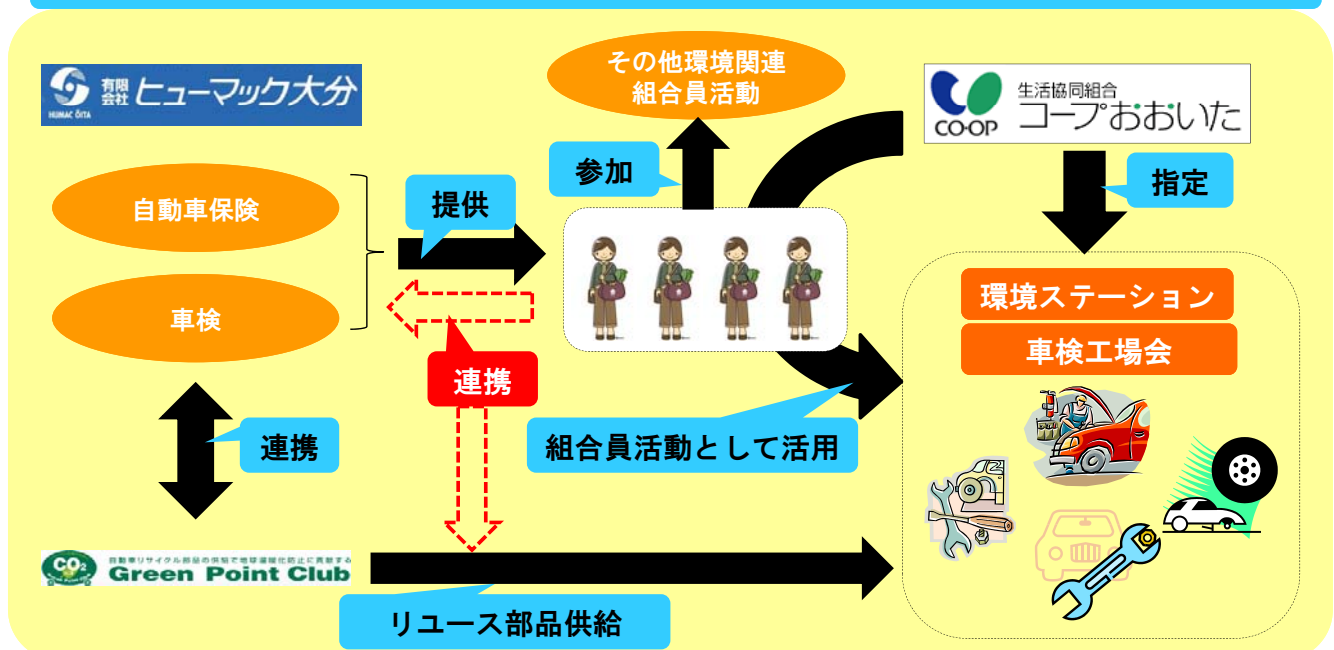 有限会社 ヒューマック大分
HUMAC OITA
その他環境関連
組合員活動
CO·OP
生活協同組合
コープおおいた
参加
指定
自動車保険
提供
車検
環境ステーション
車検工場会
連携
連携
組合員活動として活用
CO2
自動車リサイクル部品の供給で地球温暖化防止に貢献する
Green Point Club
リユース部品供給